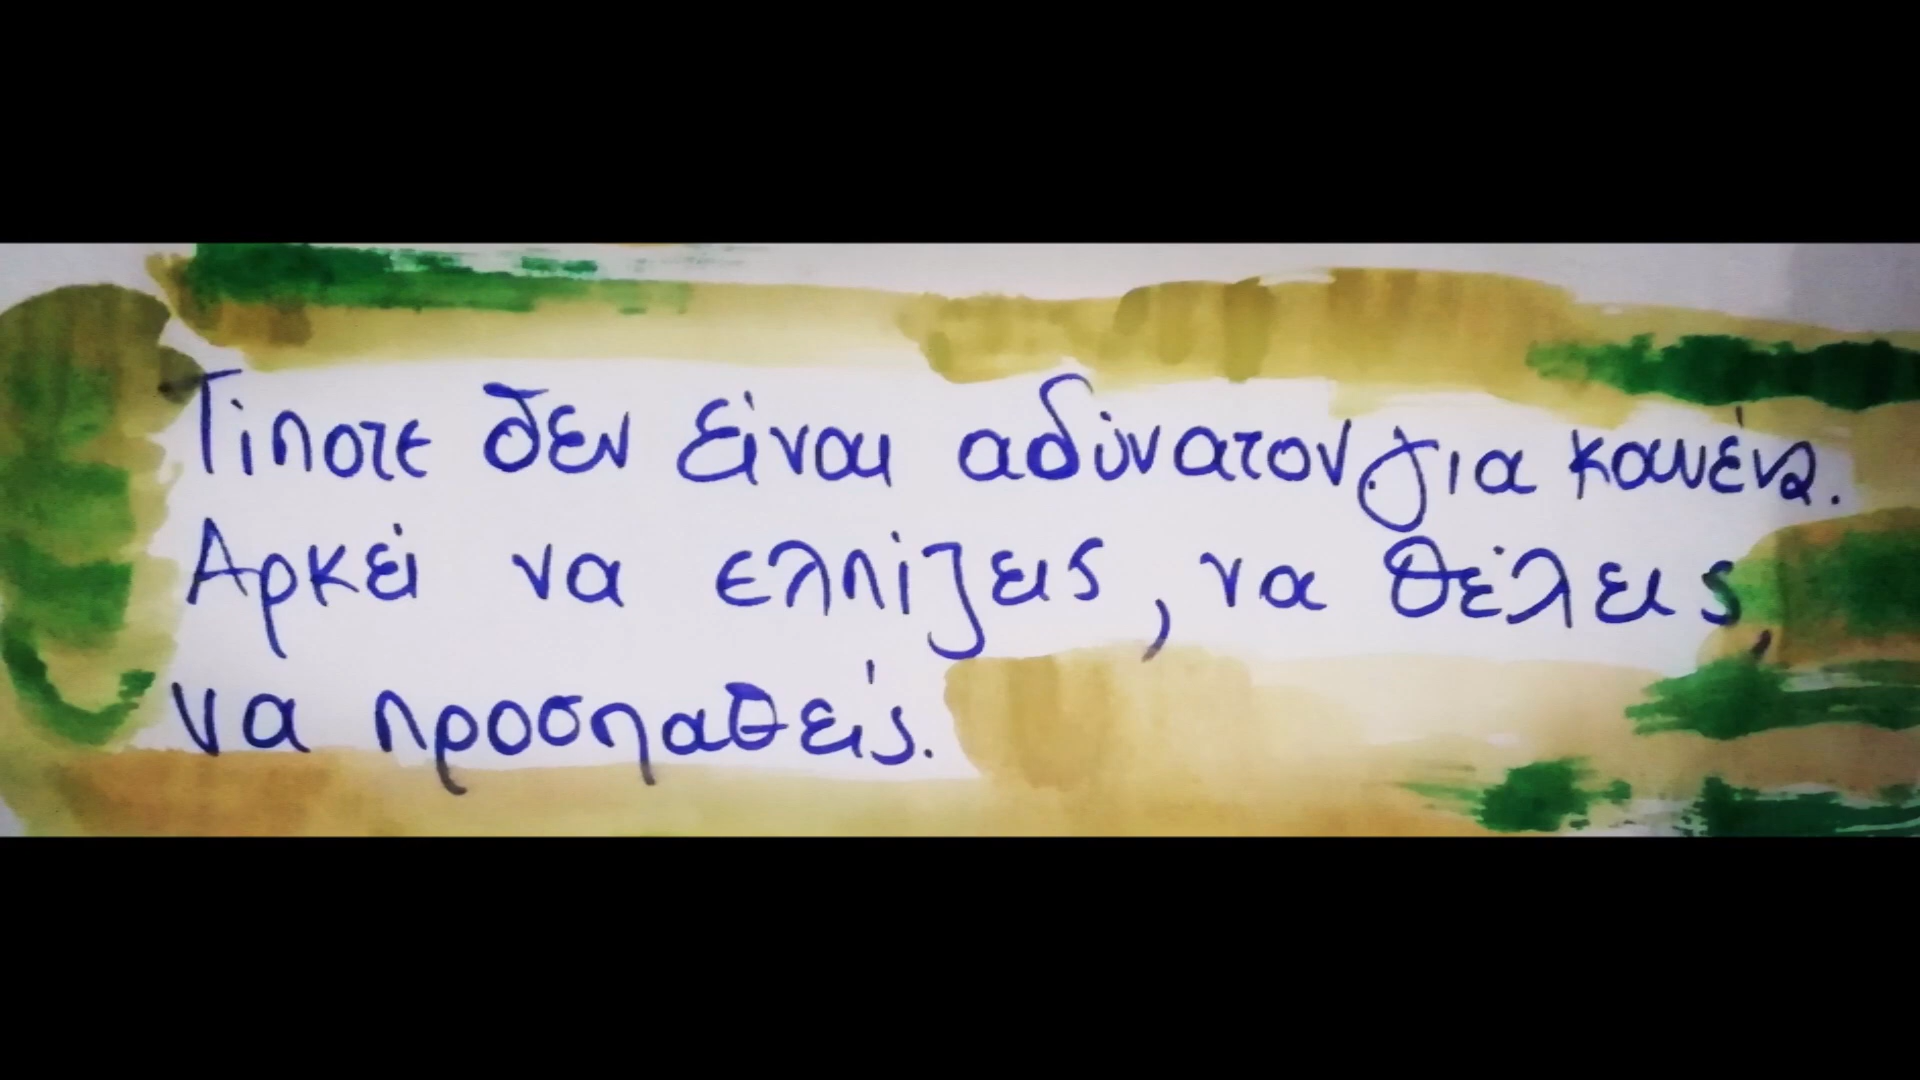 Τίποτε δεν είναι αδύνατον για κανένα.
Αρκεί να ελπίζεις, να θέλεις,
να προσπαθείς.